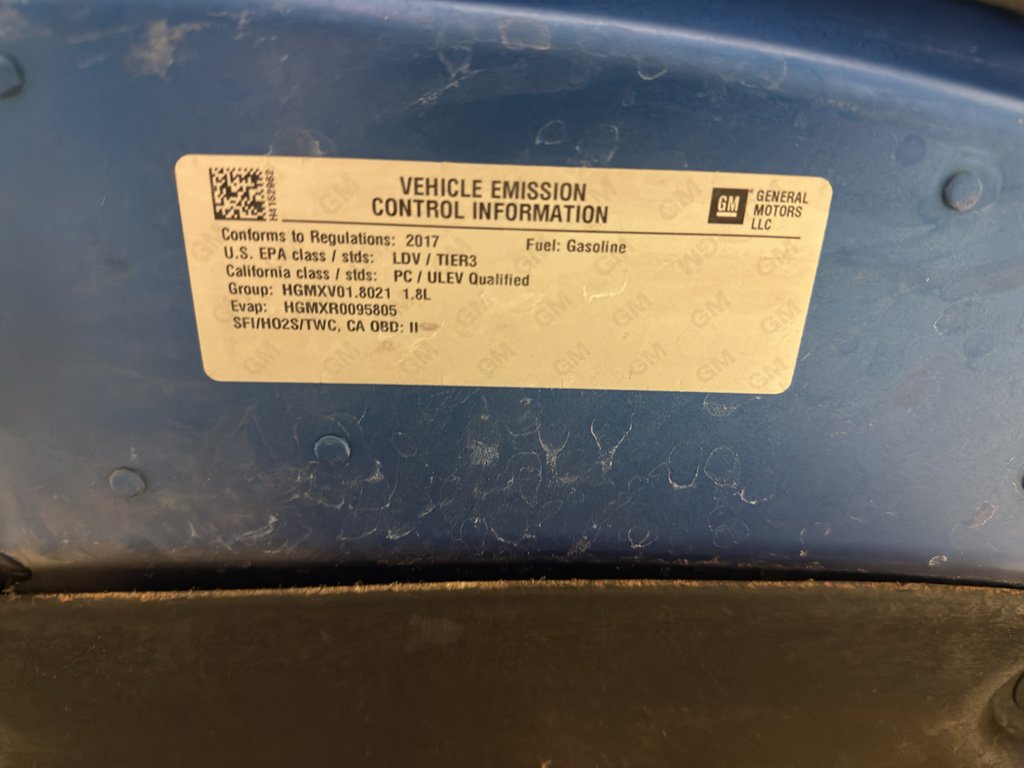 VEHICLE EMISSION
CONTROL INFORMATION
GM
GENERAL
MOTORS
LLC
H4152962
Conforms to Regulations: 2017
Fuel: Gasoline
U.S. EPA class / stds: LDV / TIER3
California class / stds: PC / ULEV Qualified
Group: HGMXV01.8021 1.8L
Evap: HGMXR0095805
SFI/HO2S/TWC, CA OBD: II